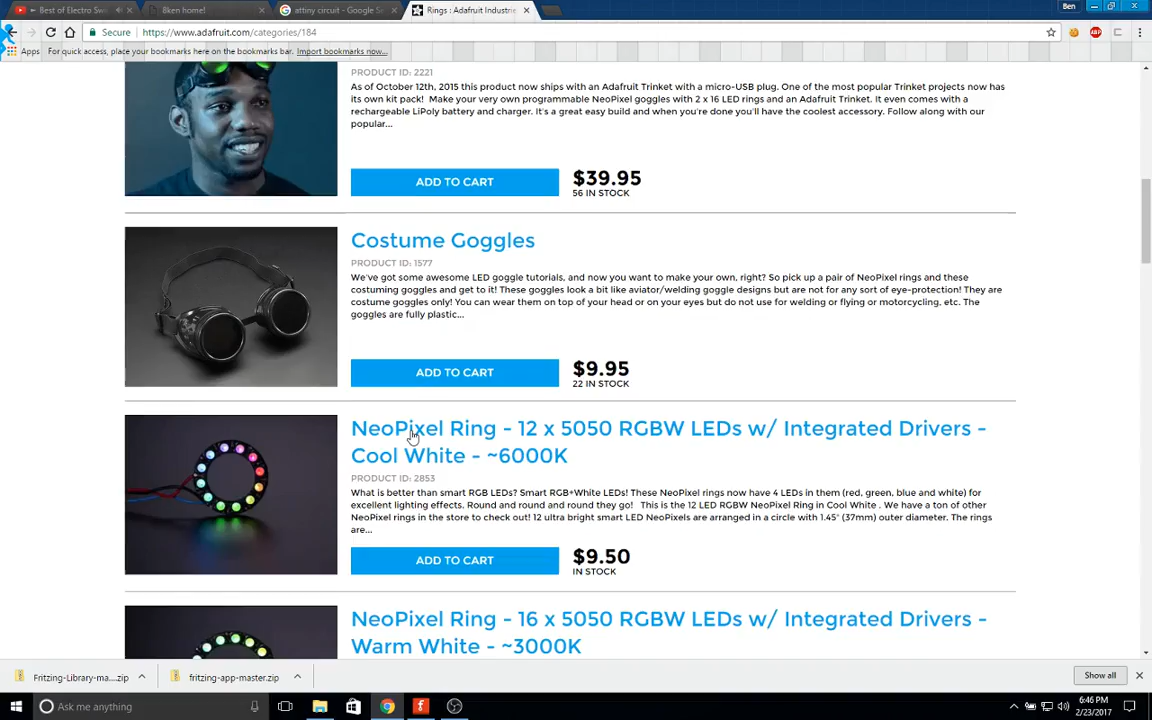 Best of Electro Sw
Bken home!
attiny circuit - Google S
Rings : Adafruit Industrie
Ben
Secure
https://www.adafruit.com/categories/184
Apps
For quick access, place your bookmarks here on the bookmarks bar.
Import bookmarks now...
PRODUCT ID: 2221
As of October 12th, 2015 this product now ships with an Adafruit Trinket with a micro-USB plug. One of the most popular Trinket projects now has
its own kit pack!  Make your very own programmable NeoPixel goggles with 2 x 16 LED rings and an Adafruit Trinket. It even comes with a
rechargeable LiPoly battery and charger. It's a great easy build and when you're done you'll have the coolest accessory. Follow along with our
popular...
ADD TO CART
$39.95
56 IN STOCK
Costume Goggles
PRODUCT ID: 1577
We've got some awesome LED goggle tutorials, and now you want to make your own, right? So pick up a pair of NeoPixel rings and these
costuming goggles and get to it! These goggles look a bit like aviator/welding goggle designs but are not for any sort of eye-protection! They are
costume goggles only! You can wear them on top of your head or on your eyes but do not use for welding or flying or motorcycling, etc. The
goggles are fully plastic...
ADD TO CART
$9.95
22 IN STOCK
NeoPixel Ring - 12 x 5050 RGBW LEDs w/ Integrated Drivers -
Cool White - ~6000K
PRODUCT ID: 2853
What is better than smart RGB LEDs? Smart RGB+White LEDs! These NeoPixel rings now have 4 LEDs in them (red, green, blue and white) for
excellent lighting effects. Round and round and round they go!   This is the 12 LED RGBW NeoPixel Ring in Cool White . We have a ton of other
NeoPixel rings in the store to check out! 12 ultra bright smart LED NeoPixels are arranged in a circle with 1.45" (37mm) outer diameter. The rings
are...
ADD TO CART
$9.50
IN STOCK
NeoPixel Ring - 16 x 5050 RGBW LEDs w/ Integrated Drivers -
Warm White - ~3000K
Fritzing-Library-ma....zip
fritzing-app-master.zip
Show all
Ask me anything
6:46 PM
2/23/2017